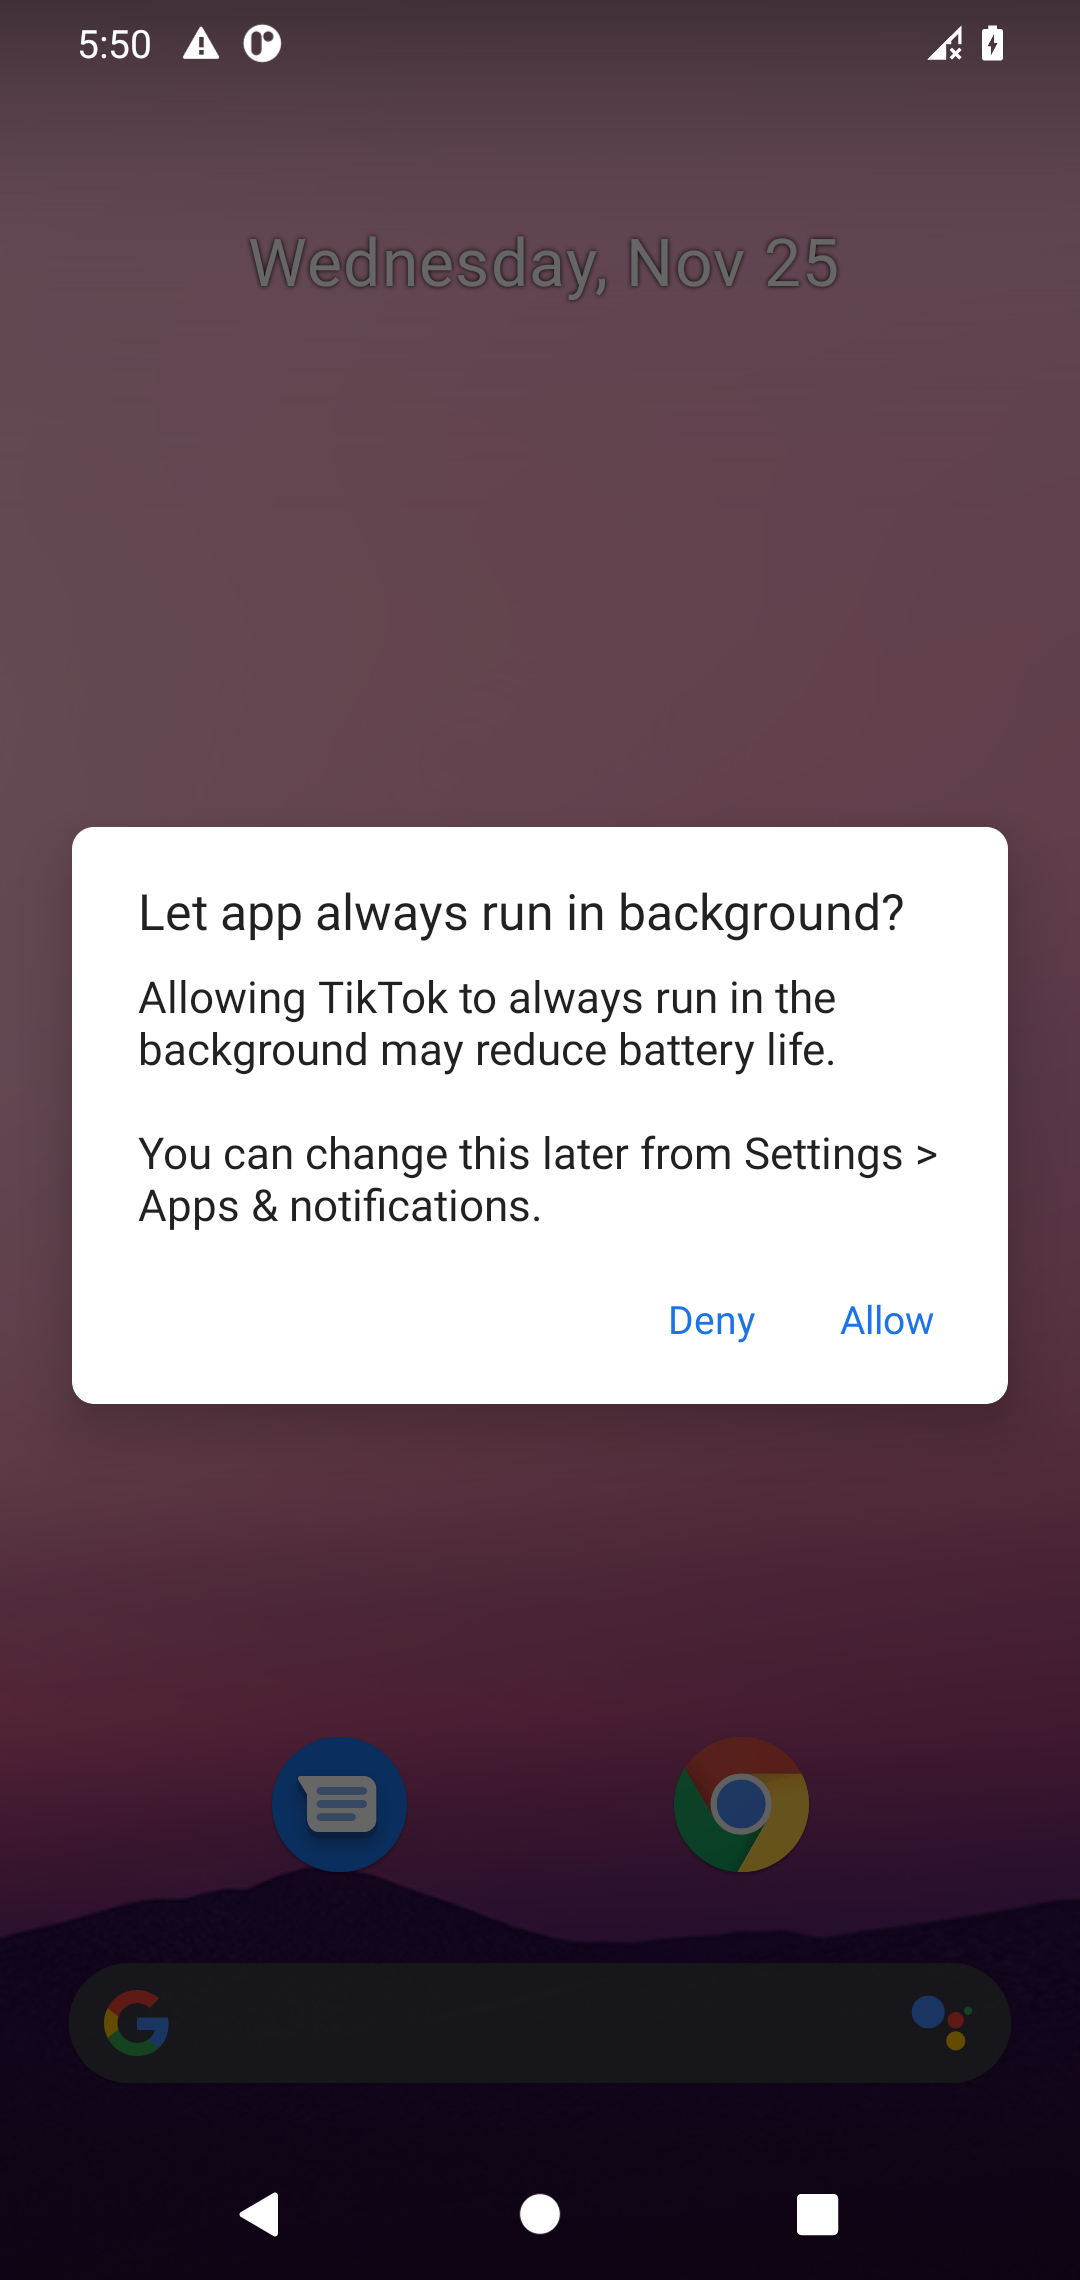 5:50
Wednesday, Nov 25
Let app always run in background?
Allowing TikTok to always run in the
background may reduce battery life.
You can change this later from Settings >
Apps & notifications.
Deny Allow